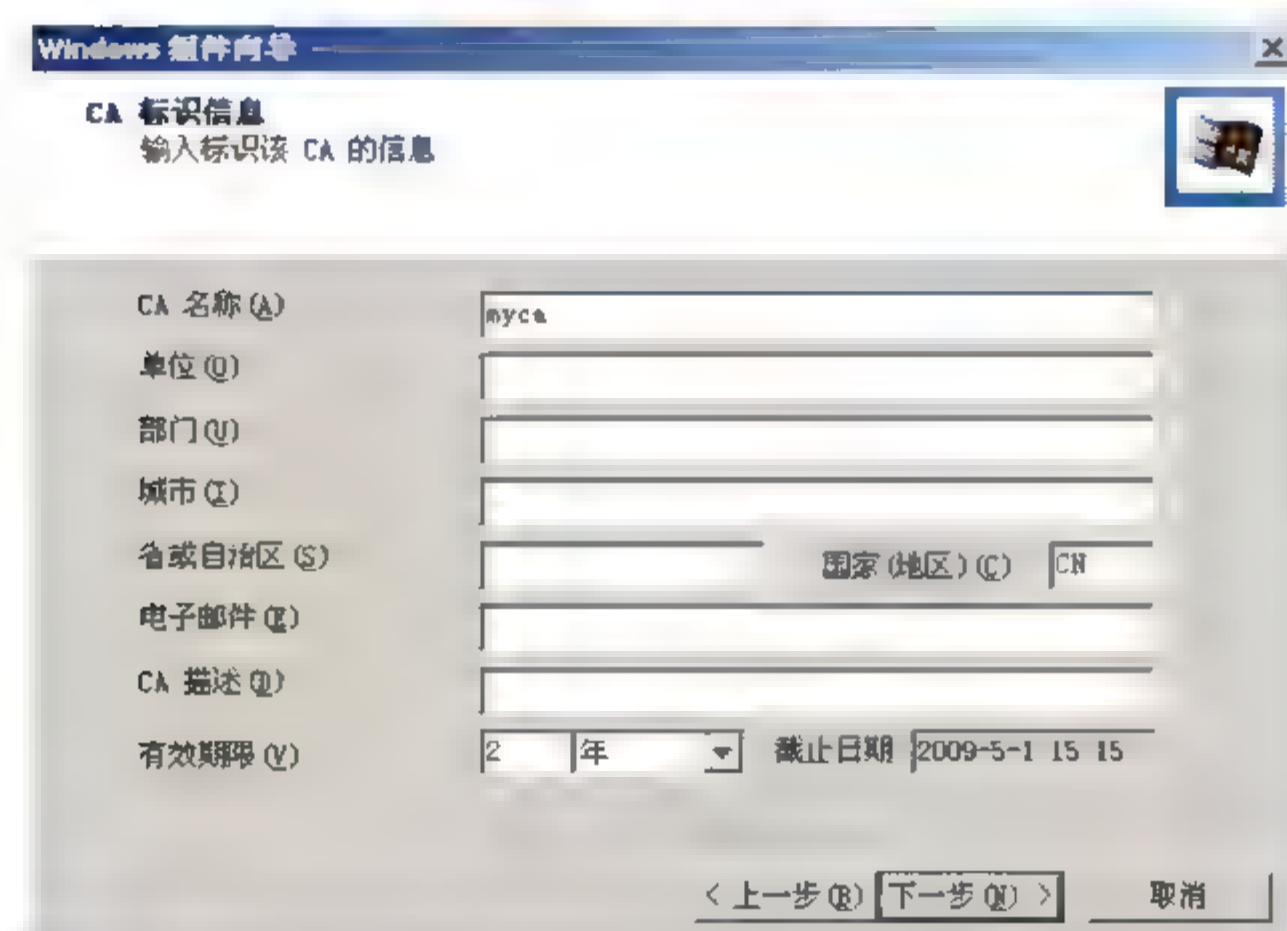 Windows 组件向导
CA 标识信息
输入标识该 CA 的信息
CA 名称(A) myca
单位(O)
部门(U)
城市(I)
省或自治区(S) 国家(地区)(C) CN
电子邮件(E)
CA 描述(D)
有效期限(V) 2 年 截止日期 2009-5-1 15 15
< 上一步(B) 下一步(N) > 取消